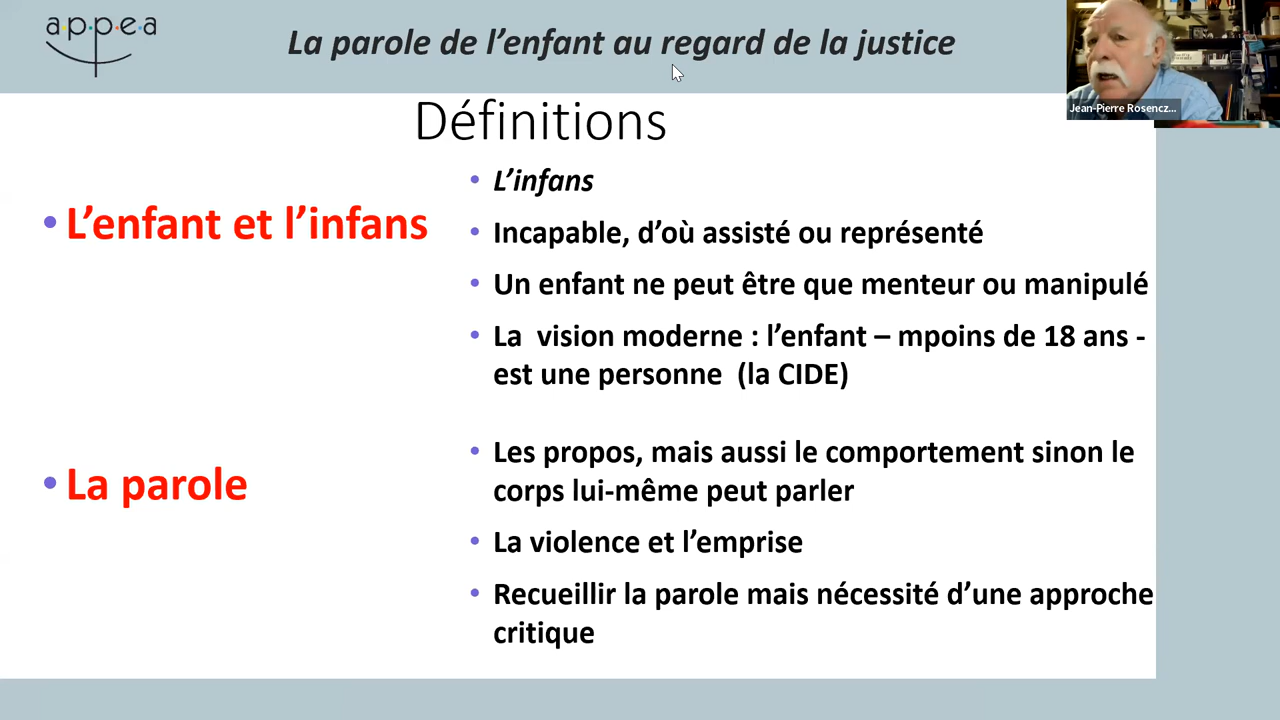 appea
La parole de l’enfant au regard de la justice
Jean-Pierre Rosencz...
Définitions
• L’enfant et l’infans
• L’infans
• Incapable, d’où assisté ou représenté
• Un enfant ne peut être que menteur ou manipulé
• La  vision moderne : l’enfant – mpoins de 18 ans -
est une personne  (la CIDE)
• La parole
• Les propos, mais aussi le comportement sinon le
corps lui-même peut parler
• La violence et l’emprise
• Recueillir la parole mais nécessité d’une approche
critique